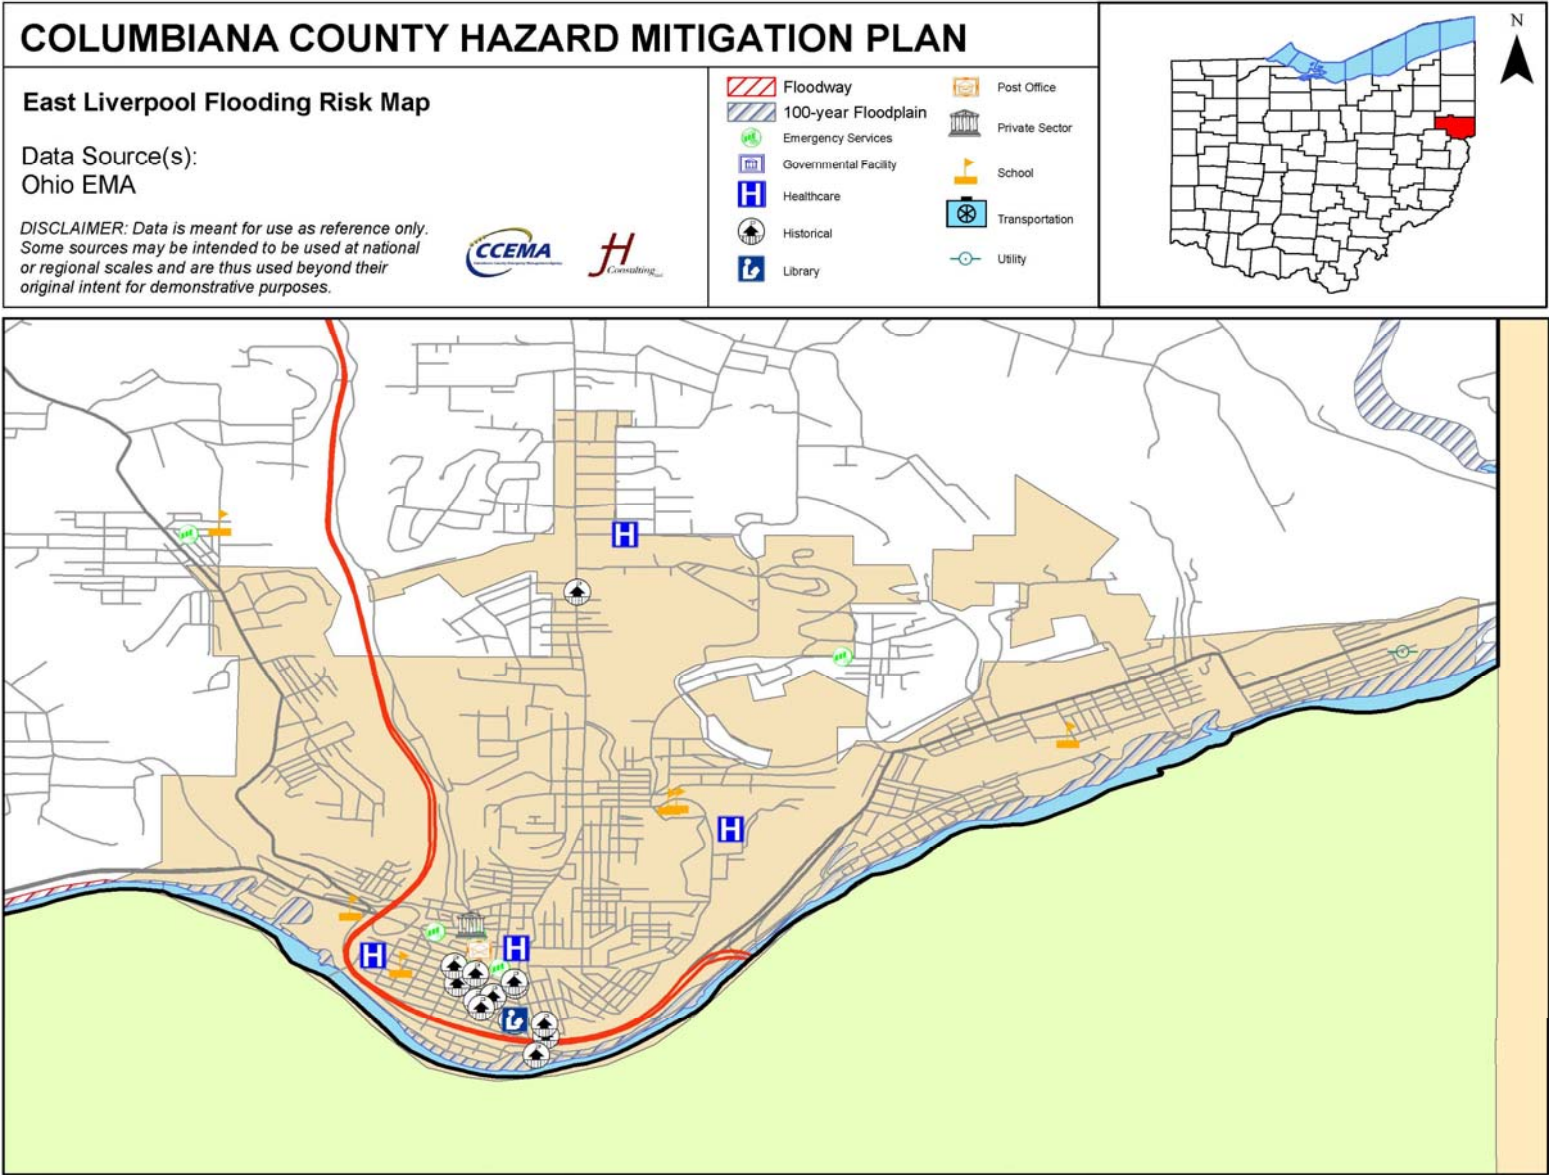 COLUMBIANA COUNTY HAZARD MITIGATION PLAN
East Liverpool Flooding Risk Map
Data Source(s):
Ohio EMA
DISCLAIMER: Data is meant for use as reference only.
Some sources may be intended to be used at national
or regional scales and are thus used beyond their
original intent for demonstrative purposes.
CCEMA
JH
Consulting
Floodway
100-year Floodplain
Emergency Services
Governmental Facility
Healthcare
Historical
Library
Post Office
Private Sector
School
Transportation
Utility
N
H
H
H
H
H